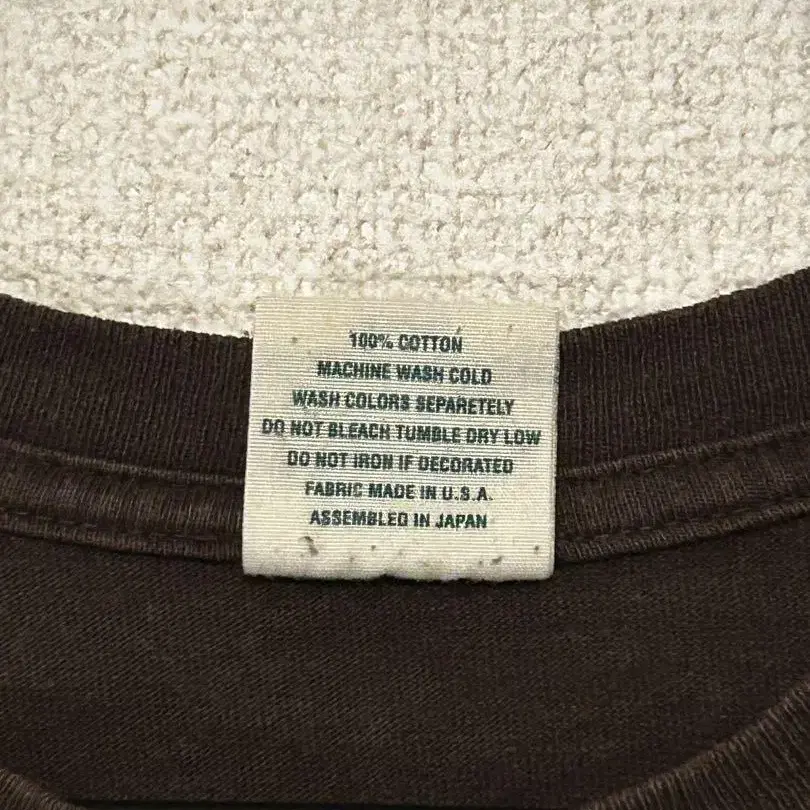 100% COTTON
MACHINE WASH COLD
WASH COLORS SEPARETELY
DO NOT BLEACH TUMBLE DRY LOW
DO NOT IRON IF DECORATED
FABRIC MADE IN U.S.A.
ASSEMBLED IN JAPAN